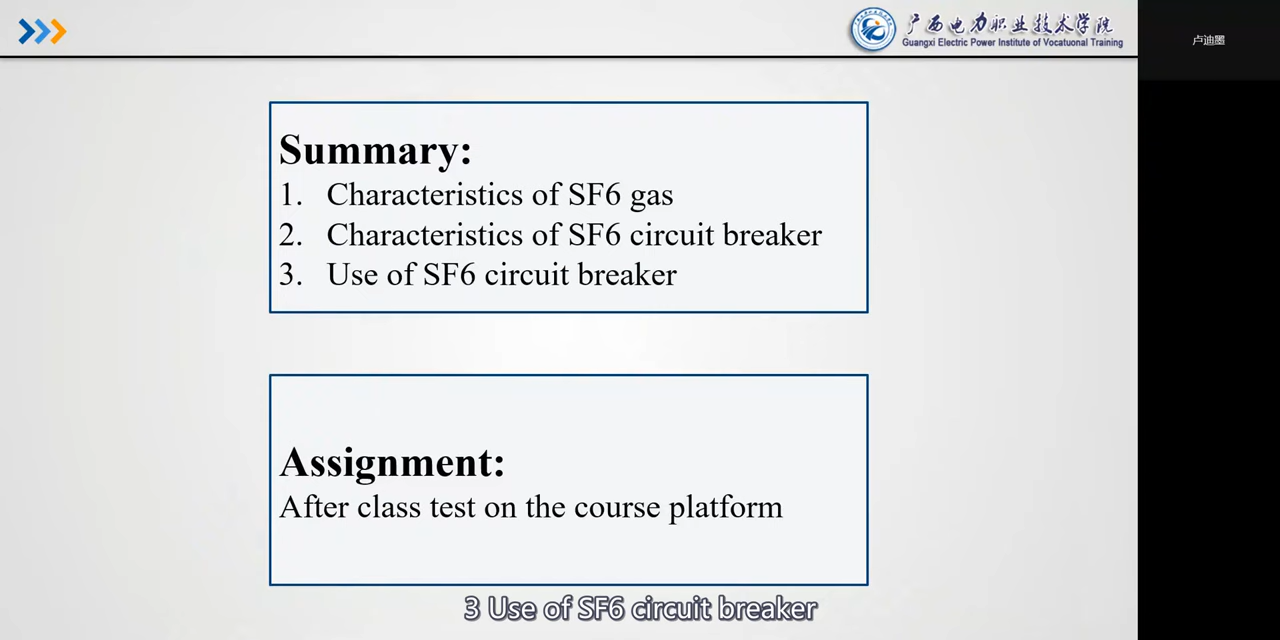 广西电力职业技术学院
Guangxi Electric Power Institute of Vocatuonal Training
卢迪墨
Summary:
1. Characteristics of SF6 gas
2. Characteristics of SF6 circuit breaker
3. Use of SF6 circuit breaker
Assignment:
After class test on the course platform
3 Use of SF6 circuit breaker